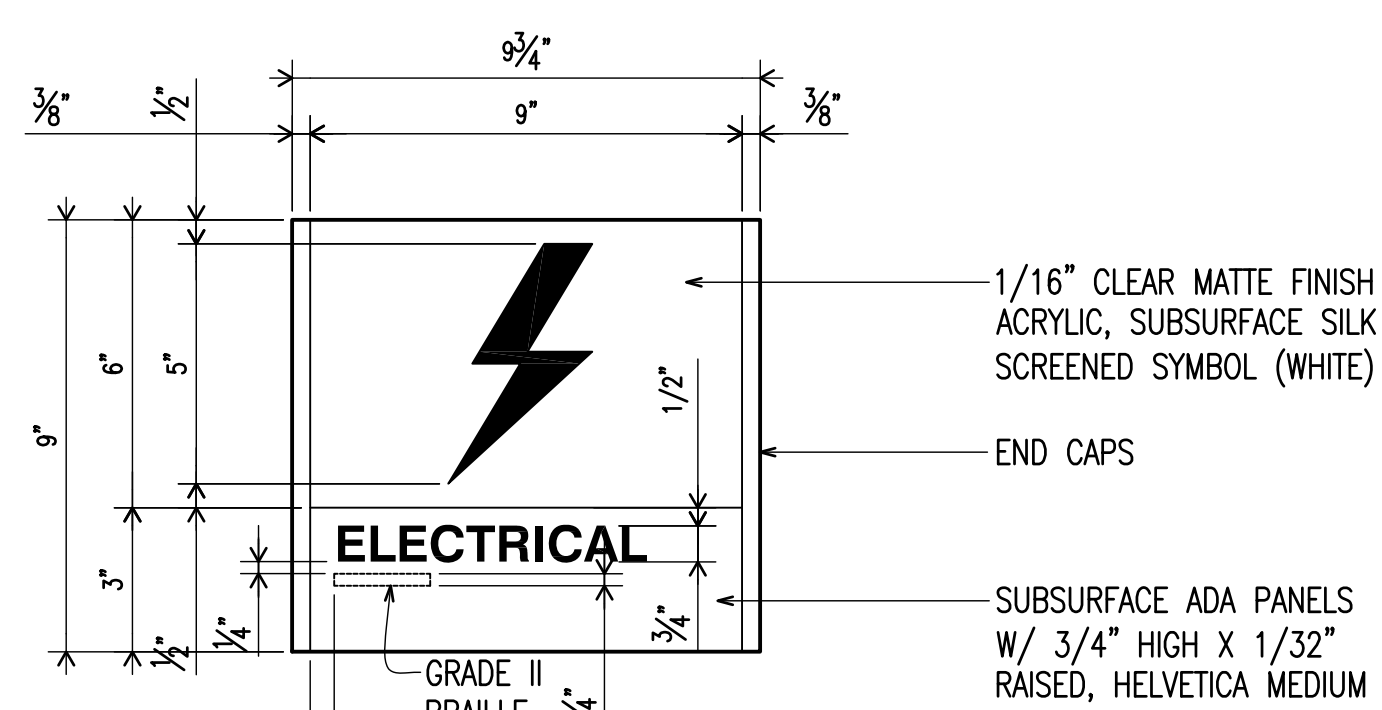 9¾"
⅜"
½"
9"
⅜"
1/16" CLEAR MATTE FINISH
ACRYLIC, SUBSURFACE SILK
SCREENED SYMBOL (WHITE)
6"
5"
1/2"
9"
END CAPS
ELECTRICAL
3"
½"
¼"
¾"
SUBSURFACE ADA PANELS
W/ 3/4" HIGH X 1/32"
RAISED, HELVETICA MEDIUM
GRADE II
BRAILLE